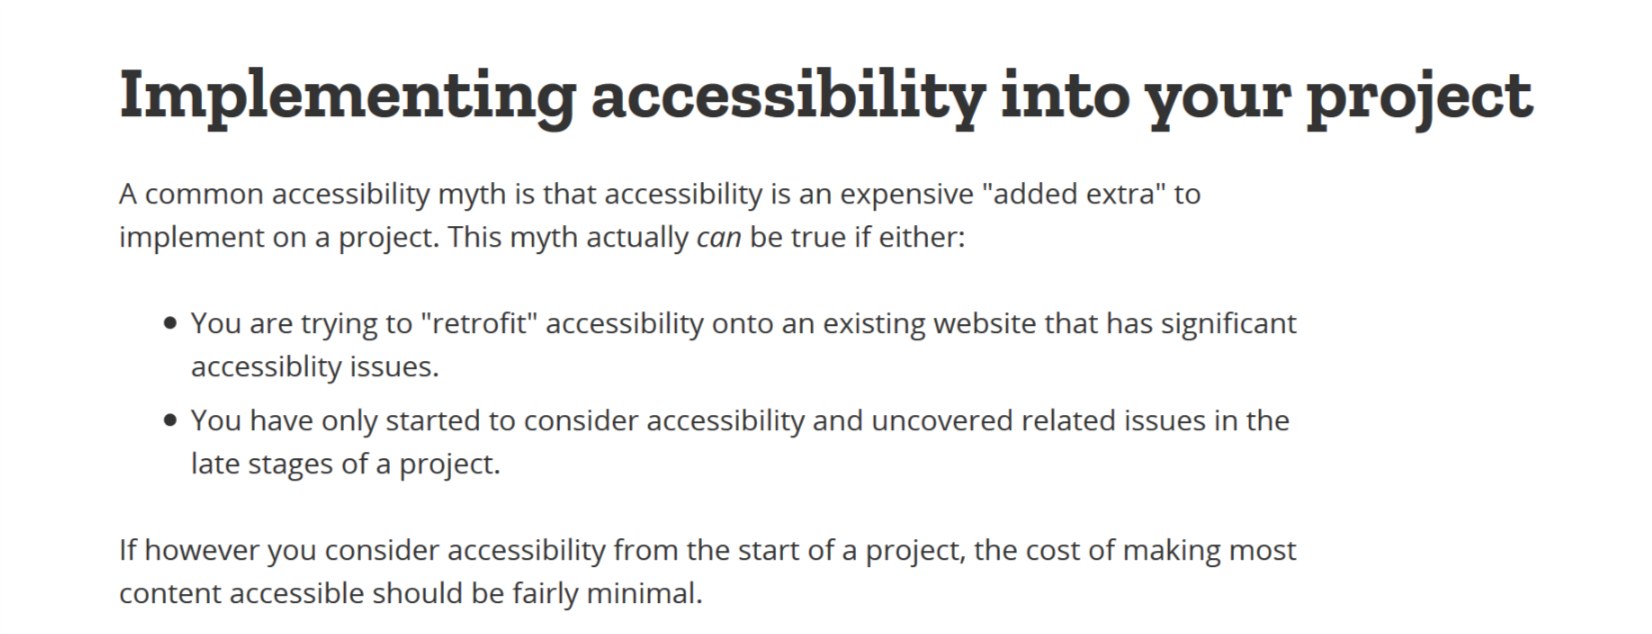 Implementing accessibility into your project
A common accessibility myth is that accessibility is an expensive "added extra" to
implement on a project. This myth actually can be true if either:
● You are trying to "retrofit" accessibility onto an existing website that has significant
accessiblity issues.
● You have only started to consider accessibility and uncovered related issues in the
late stages of a project.
If however you consider accessibility from the start of a project, the cost of making most
content accessible should be fairly minimal.